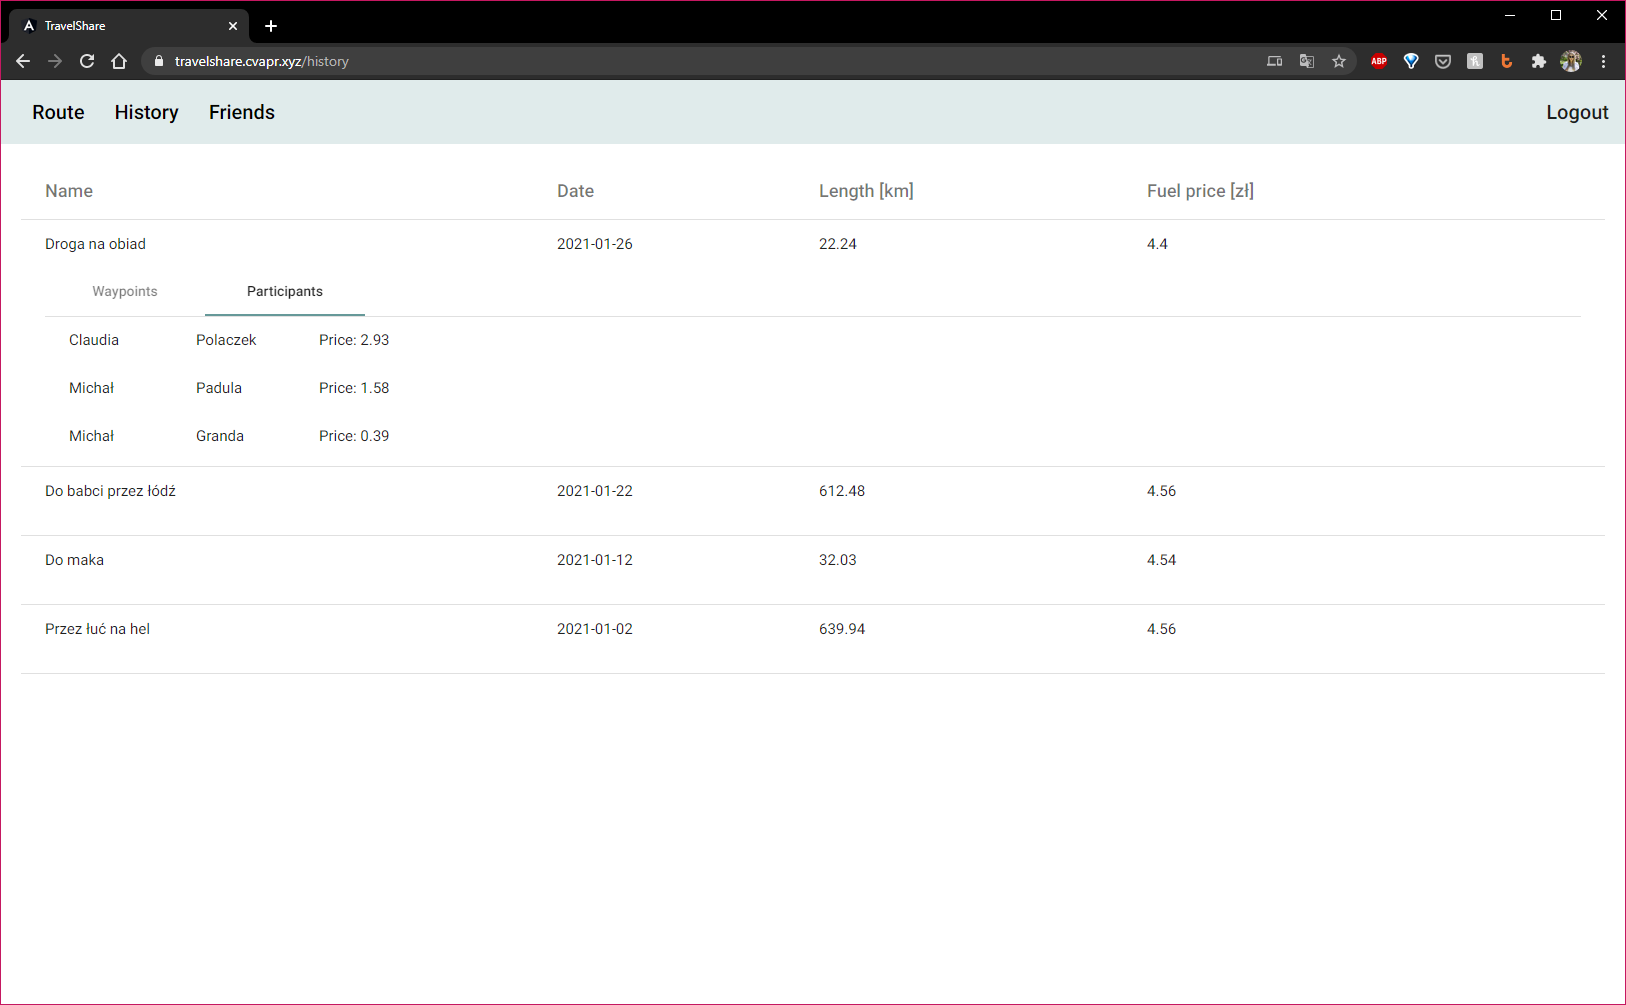 TravelShare
travelshare.cvapr.xyz/history
ABP
Route History Friends Logout
Name Date Length [km] Fuel price [zł]
Droga na obiad 2021-01-26 22.24 4.4
Waypoints Participants
Claudia Polaczek Price: 2.93
Michał Padula Price: 1.58
Michał Granda Price: 0.39
Do babci przez łódź 2021-01-22 612.48 4.56
Do maka 2021-01-12 32.03 4.54
Przez łuć na hel 2021-01-02 639.94 4.56